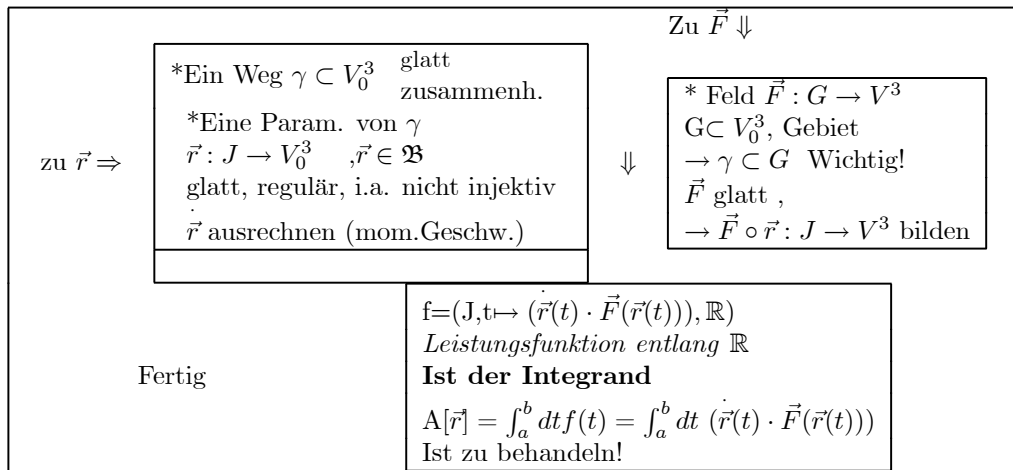 Zu $\vec{F}$ ⇓
*Ein Weg $\gamma \subset V_0^3$ glatt
zusammenh.
*Eine Param. von $\gamma$
zu $\vec{r}$ ⇒
$\vec{r} : J \to V_0^3$ ,$\vec{r} \in \mathfrak{B}$
glatt, regulär, i.a. nicht injektiv
$\dot{\vec{r}}$ ausrechnen (mom.Geschw.)
⇓
* Feld $\vec{F} : G \to V^3$
G$\subset V_0^3$, Gebiet
$\to \gamma \subset G$ Wichtig!
$\vec{F}$ glatt ,
$\to \vec{F} \circ \vec{r} : J \to V^3$ bilden
f=(J,t$\mapsto (\dot{\vec{r}}(t) \cdot \vec{F}(\vec{r}(t))), \mathbb{R}$)
Leistungsfunktion entlang $\mathbb{R}$
Fertig
Ist der Integrand
A[$\vec{r}$] = $\int_a^b dt f(t) = \int_a^b dt\ (\dot{\vec{r}}(t) \cdot \vec{F}(\vec{r}(t)))$
Ist zu behandeln!